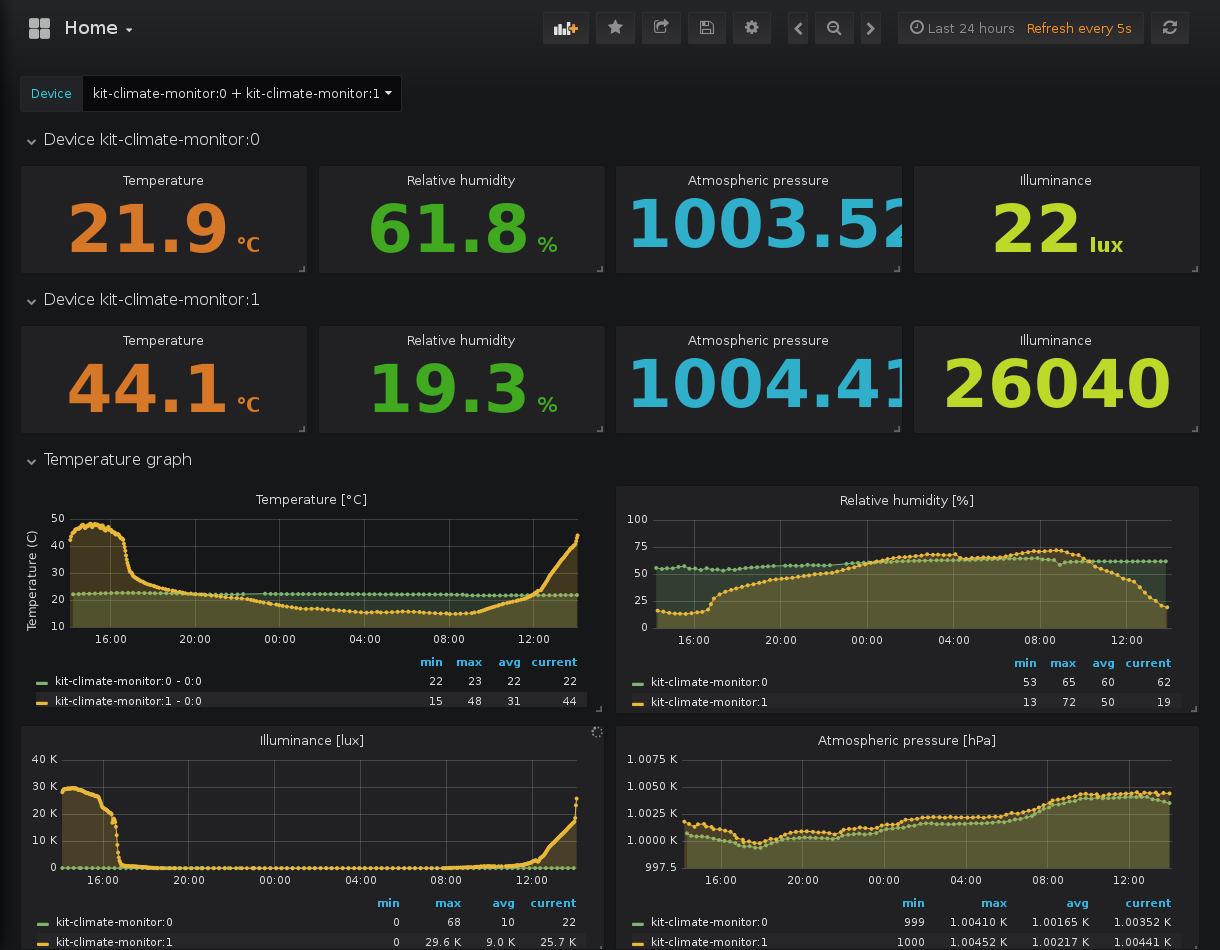 Home
Last 24 hours Refresh every 5s
Device kit-climate-monitor:0 + kit-climate-monitor:1
Device kit-climate-monitor:0
Temperature
21.9 °C
Relative humidity
61.8 %
Atmospheric pressure
1003.52
Illuminance
22 lux
Device kit-climate-monitor:1
Temperature
44.1 °C
Relative humidity
19.3 %
Atmospheric pressure
1004.41
Illuminance
26040
Temperature graph
Temperature [°C]
Temperature (C)
50
40
30
20
10
16:00 20:00 00:00 04:00 08:00 12:00
min max avg current
kit-climate-monitor:0 - 0:0 22 23 22 22
kit-climate-monitor:1 - 0:0 15 48 31 44
Relative humidity [%]
100
75
50
25
0
16:00 20:00 00:00 04:00 08:00 12:00
min max avg current
kit-climate-monitor:0 53 65 60 62
kit-climate-monitor:1 13 72 50 19
Illuminance [lux]
40 K
30 K
20 K
10 K
0
16:00 20:00 00:00 04:00 08:00 12:00
min max avg current
kit-climate-monitor:0 0 68 10 22
kit-climate-monitor:1 0 29.6 K 9.0 K 25.7 K
Atmospheric pressure [hPa]
1.0075 K
1.0050 K
1.0025 K
1.0000 K
997.5
16:00 20:00 00:00 04:00 08:00 12:00
min max avg current
kit-climate-monitor:0 999 1.00410 K 1.00165 K 1.00352 K
kit-climate-monitor:1 1000 1.00452 K 1.00217 K 1.00441 K